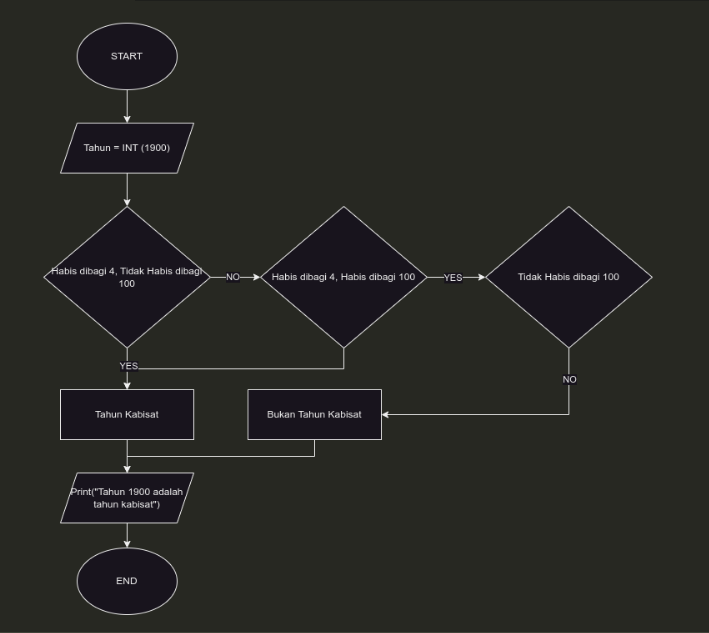 START
Tahun = INT (1900)
Habis dibagi 4, Tidak Habis dibagi
100
NO
Habis dibagi 4, Habis dibagi 100
YES
Tidak Habis dibagi 100
YES
NO
Tahun Kabisat
Bukan Tahun Kabisat
Print("Tahun 1900 adalah
tahun kabisat")
END